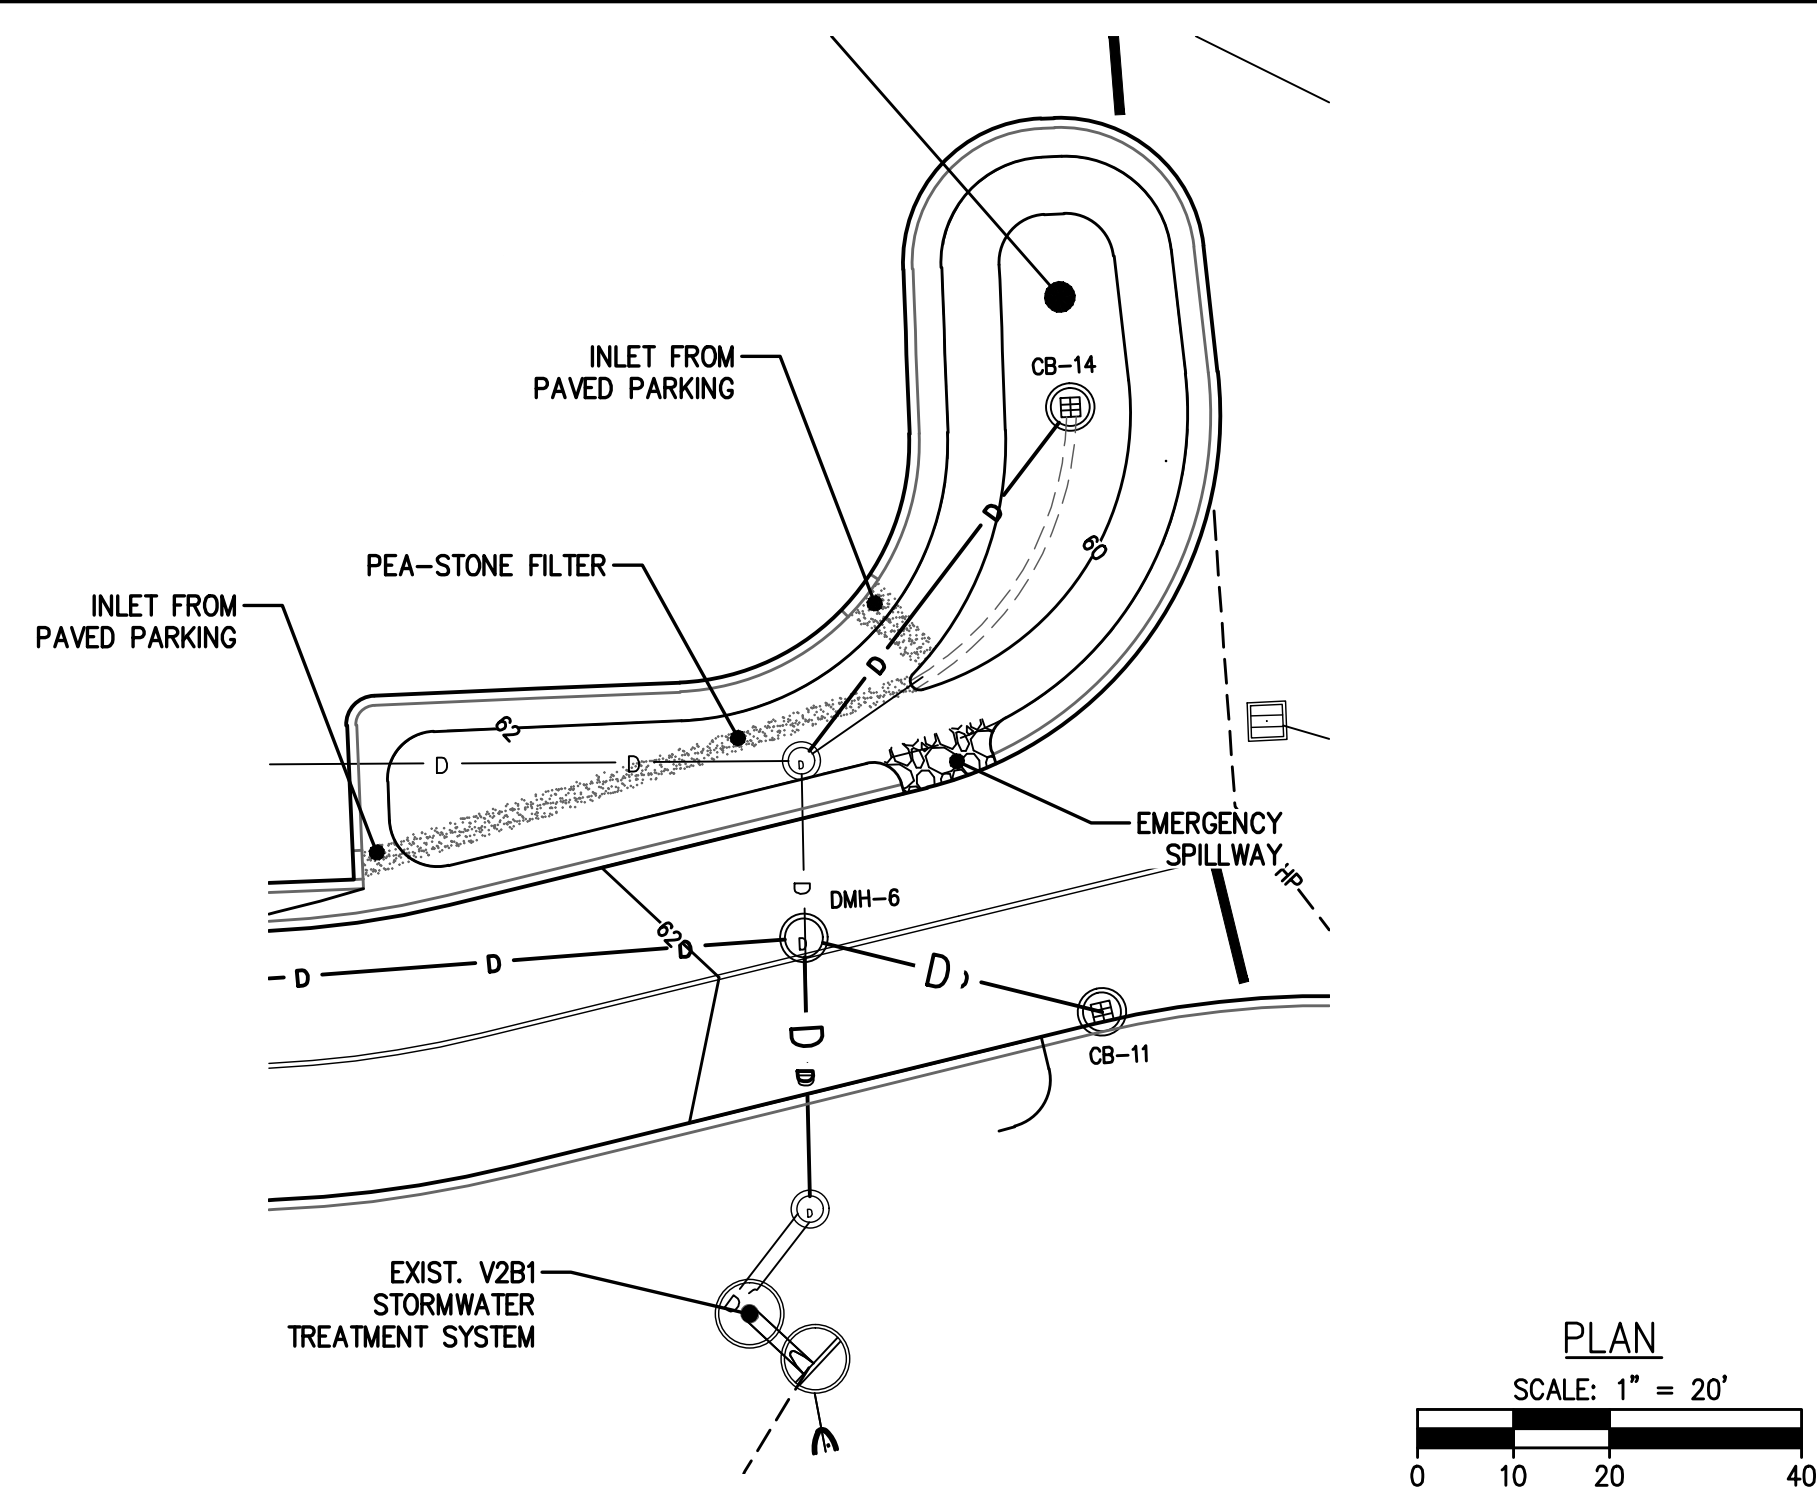 INLET FROM
PAVED PARKING
CB-14
D
60
PEA-STONE FILTER
INLET FROM
PAVED PARKING
D
62
D
D
D
EMERGENCY
SPILLWAY
HP
D
DMH-6
62
D
D
D
D
D
D
D
CB-11
D
D
EXIST. V2B1
STORMWATER
TREATMENT SYSTEM
D
PLAN
SCALE: 1" = 20'
0 10 20 40